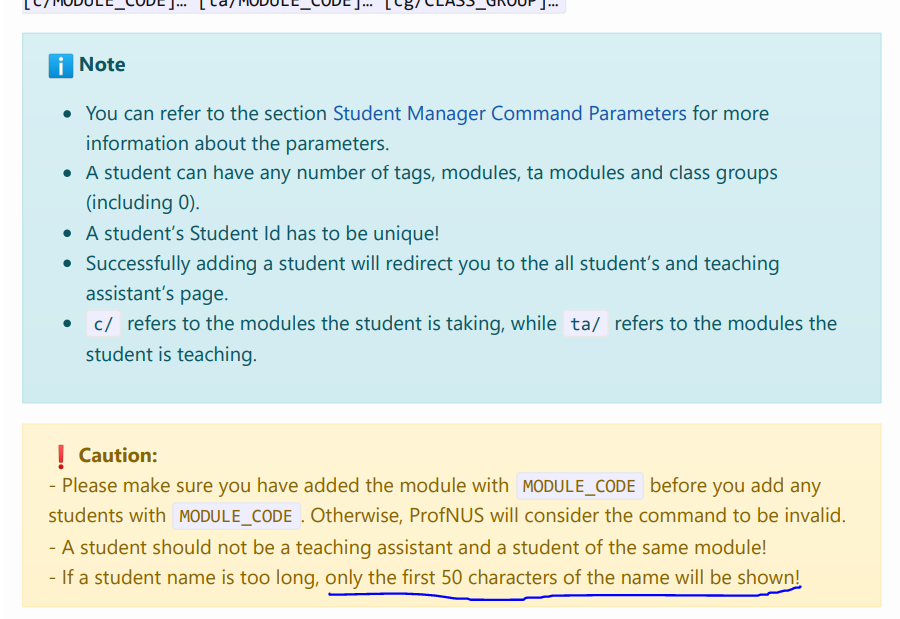 [c/MODULE_CODE]… [ta/MODULE_CODE]… [cg/CLASS_GROUP]…
Note
• You can refer to the section Student Manager Command Parameters for more
information about the parameters.
• A student can have any number of tags, modules, ta modules and class groups
(including 0).
• A student’s Student Id has to be unique!
• Successfully adding a student will redirect you to the all student’s and teaching
assistant’s page.
• c/ refers to the modules the student is taking, while ta/ refers to the modules the
student is teaching.
Caution:
- Please make sure you have added the module with MODULE_CODE before you add any
students with MODULE_CODE. Otherwise, ProfNUS will consider the command to be invalid.
- A student should not be a teaching assistant and a student of the same module!
- If a student name is too long, only the first 50 characters of the name will be shown!